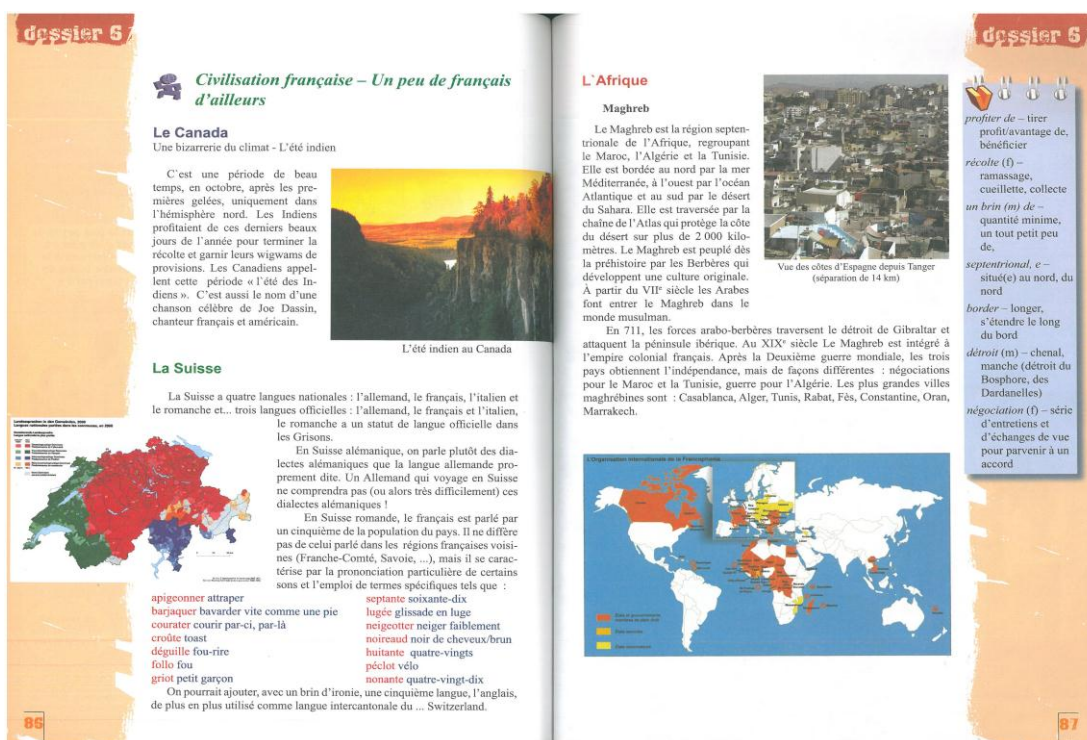 dossier 6
Civilisation française – Un peu de français
d'ailleurs
Le Canada
Une bizarrerie du climat - L'été indien
C`est une période de beau
temps, en octobre, après les pre-
mières gelées, uniquement dans
l'hémisphère nord. Les Indiens
profitaient de ces derniers beaux
jours de l'année pour terminer la
récolte et garnir leurs wigwams de
provisions. Les Canadiens appel-
lent cette période « l'été des In-
diens ». C'est aussi le nom d'une
chanson célèbre de Joe Dassin,
chanteur français et américain.
L'été indien au Canada
La Suisse
La Suisse a quatre langues nationales : l'allemand, le français, l'italien et
le romanche et... trois langues officielles : l'allemand, le français et l'italien,
le romanche a un statut de langue officielle dans
les Grisons.
En Suisse alémanique, on parle plutôt des dia-
lectes alémaniques que la langue allemande pro-
prement dite. Un Allemand qui voyage en Suisse
ne comprendra pas (ou alors très difficilement) ces
dialectes alémaniques !
En Suisse romande, le français est parlé par
un cinquième de la population du pays. Il ne diffère
pas de celui parlé dans les régions françaises voisi-
nes (Franche-Comté, Savoie, ...), mais il se carac-
térise par la prononciation particulière de certains
sons et l'emploi de termes spécifiques tels que :
apigeonner attraper
barjaquer bavarder vite comme une pie
courater courir par-ci, par-là
croûte toast
déguille fou-rire
follo fou
griot petit garçon
septante soixante-dix
lugée glissade en luge
neigeotter neiger faiblement
noireaud noir de cheveux/brun
huitante quatre-vingts
péclot vélo
nonante quatre-vingt-dix
On pourrait ajouter, avec un brin d'ironie, une cinquième langue, l'anglais,
de plus en plus utilisé comme langue intercantonale du ... Switzerland.
86
L`Afrique
Maghreb
Le Maghreb est la région septen-
trionale de l'Afrique, regroupant
le Maroc, l'Algérie et la Tunisie.
Elle est bordée au nord par la mer
Méditerranée, à l'ouest par l'océan
Atlantique et au sud par le désert
du Sahara. Elle est traversée par la
chaîne de l'Atlas qui protège la côte
du désert sur plus de 2 000 kilo-
mètres. Le Maghreb est peuplé dès
la préhistoire par les Berbères qui
développent une culture originale.
À partir du VIIe siècle les Arabes
font entrer le Maghreb dans le
monde musulman.
Vue des côtes d'Espagne depuis Tanger
(séparation de 14 km)
En 711, les forces arabo-berbères traversent le détroit de Gibraltar et
attaquent la péninsule ibérique. Au XIXe siècle Le Maghreb est intégré à
l'empire colonial français. Après la Deuxième guerre mondiale, les trois
pays obtiennent l'indépendance, mais de façons différentes : négociations
pour le Maroc et la Tunisie, guerre pour l'Algérie. Les plus grandes villes
maghrébines sont : Casablanca, Alger, Tunis, Rabat, Fès, Constantine, Oran,
Marrakech.
L'Organisation internationale de la Francophonie
dossier 6
profiter de – tirer
profit/avantage de,
bénéficier
récolte (f) –
ramassage,
cueillette, collecte
un brin (m) de –
quantité minime,
un tout petit peu
de,
septentrional, e –
situé(e) au nord, du
nord
border – longer,
s'étendre le long
du bord
détroit (m) – chenal,
manche (détroit du
Bosphore, des
Dardanelles)
négociation (f) – série
d'entretiens et
d'échanges de vue
pour parvenir à un
accord
87